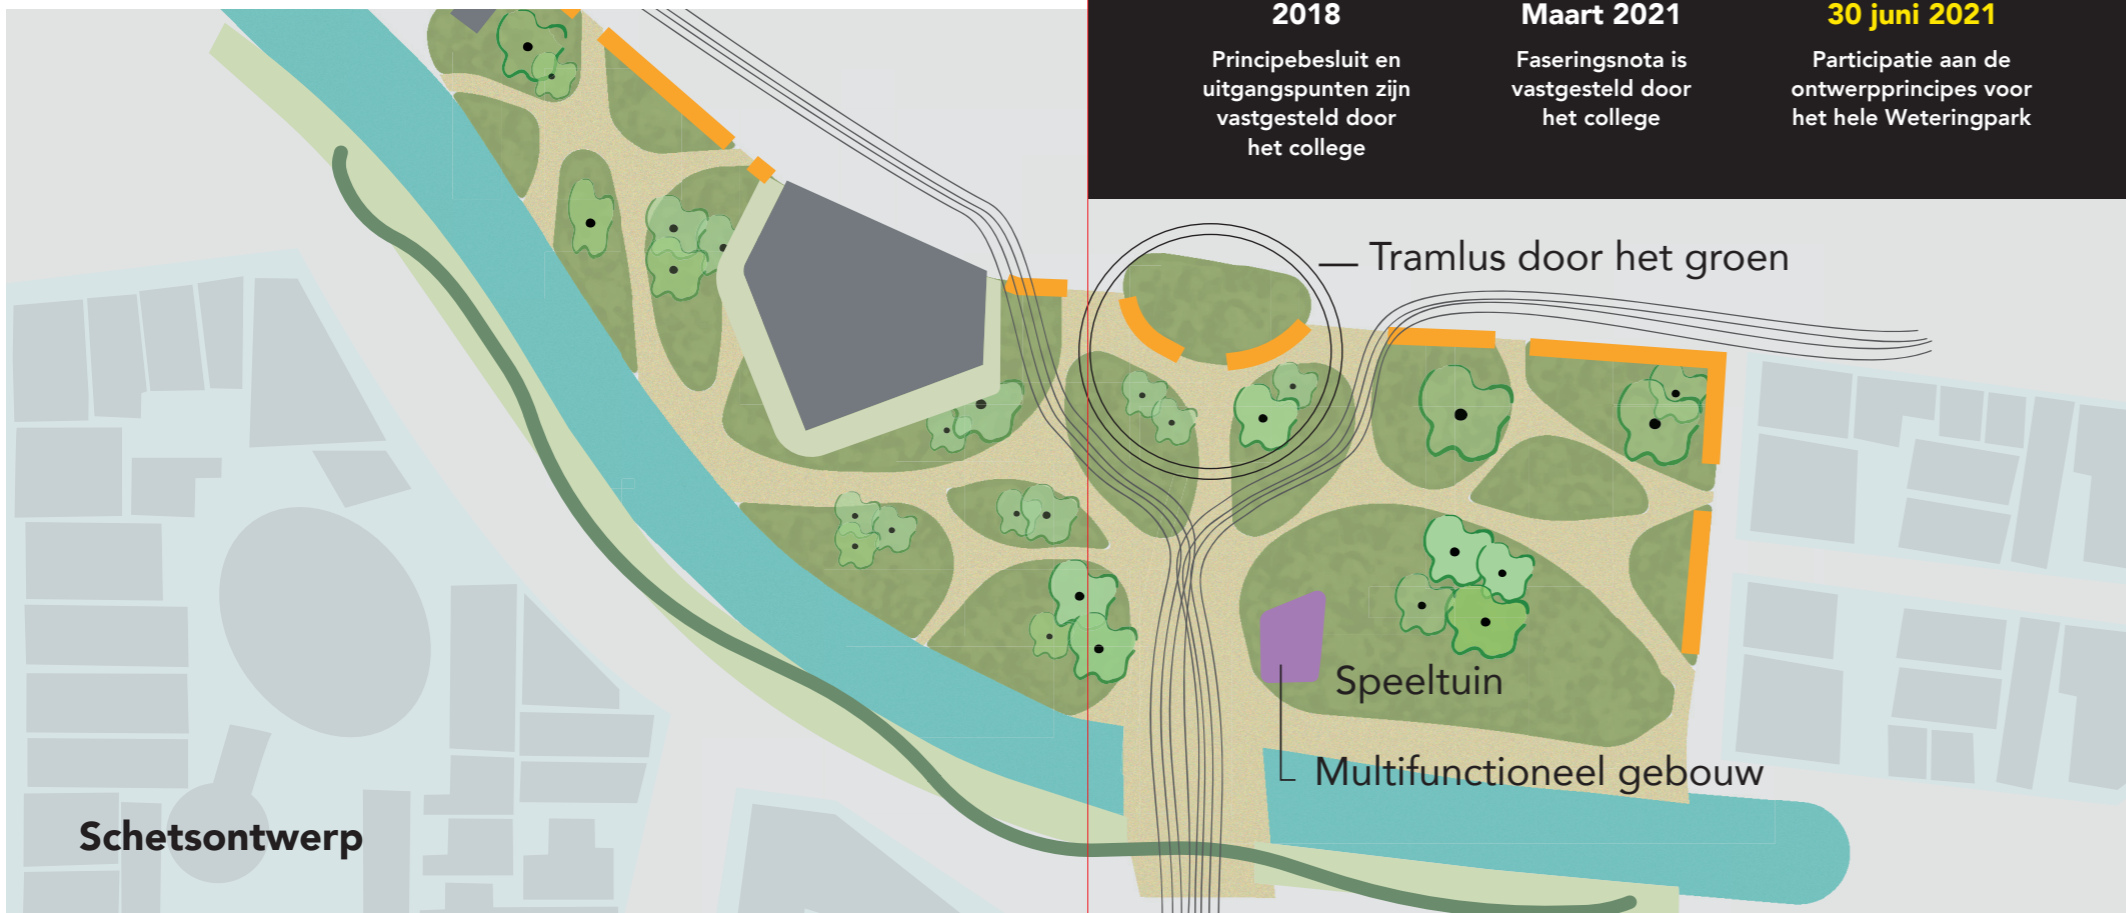 2018
Principebesluit en
uitgangspunten zijn
vastgesteld door
het college
Maart 2021
Faseringsnota is
vastgesteld door
het college
30 juni 2021
Participatie aan de
ontwerpprincipes voor
het hele Weteringpark
Tramlus door het groen
Speeltuin
Multifunctioneel gebouw
Schetsontwerp